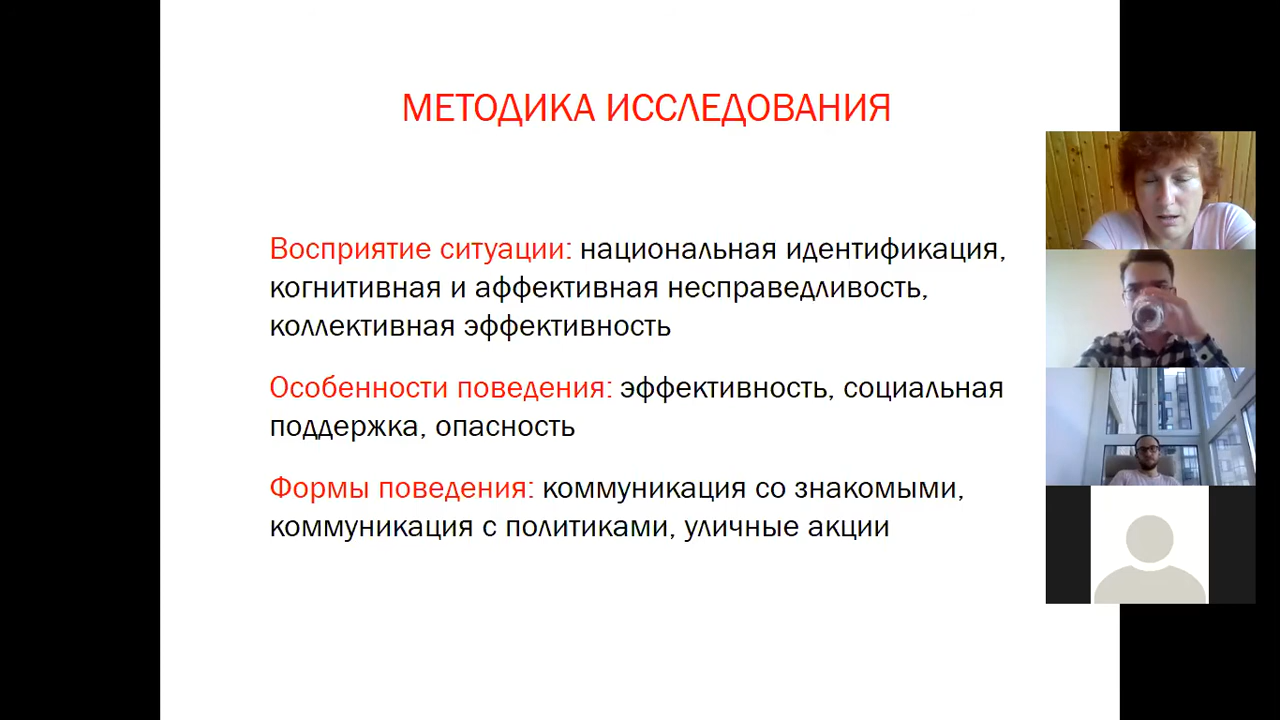 МЕТОДИКА ИССЛЕДОВАНИЯ
Восприятие ситуации: национальная идентификация,
когнитивная и аффективная несправедливость,
коллективная эффективность
Особенности поведения: эффективность, социальная
поддержка, опасность
Формы поведения: коммуникация со знакомыми,
коммуникация с политиками, уличные акции